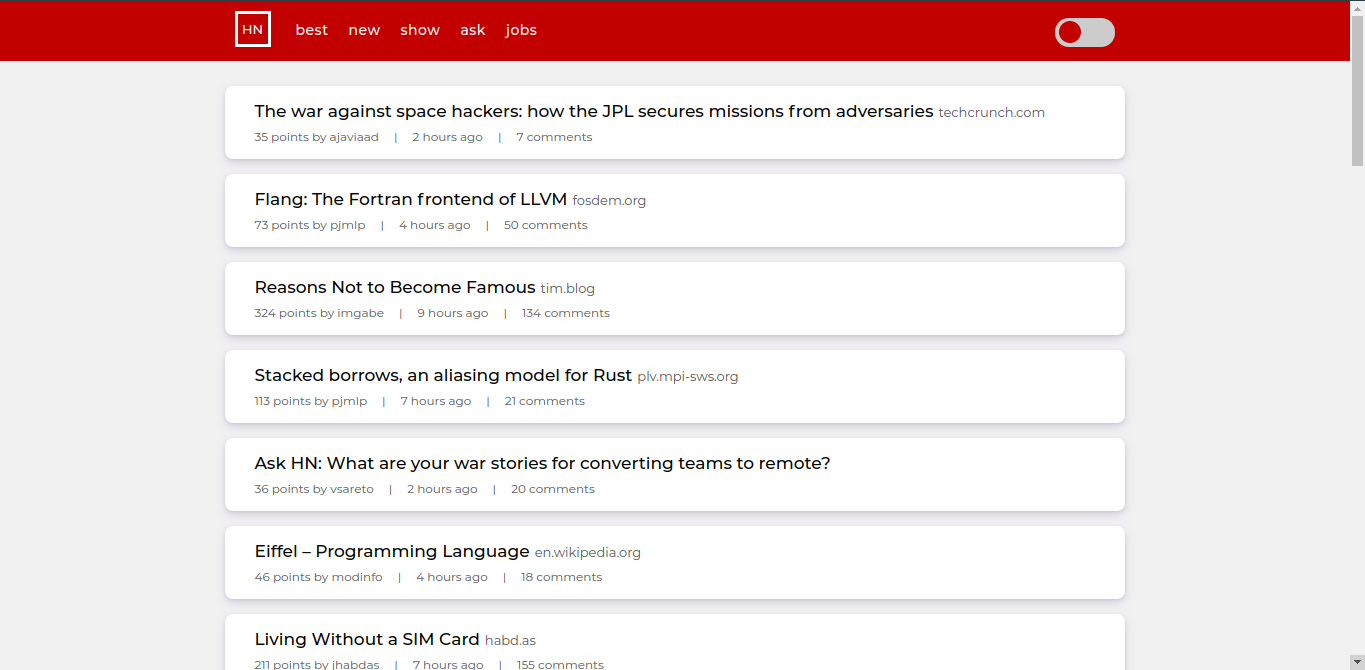 HN best new show ask jobs
The war against space hackers: how the JPL secures missions from adversaries techcrunch.com
35 points by ajaviaad | 2 hours ago | 7 comments
Flang: The Fortran frontend of LLVM fosdem.org
73 points by pjmlp | 4 hours ago | 50 comments
Reasons Not to Become Famous tim.blog
324 points by imgabe | 9 hours ago | 134 comments
Stacked borrows, an aliasing model for Rust plv.mpi-sws.org
113 points by pjmlp | 7 hours ago | 21 comments
Ask HN: What are your war stories for converting teams to remote?
36 points by vsareto | 2 hours ago | 20 comments
Eiffel – Programming Language en.wikipedia.org
46 points by modinfo | 4 hours ago | 18 comments
Living Without a SIM Card habd.as
211 points by jhabdas | 7 hours ago | 155 comments